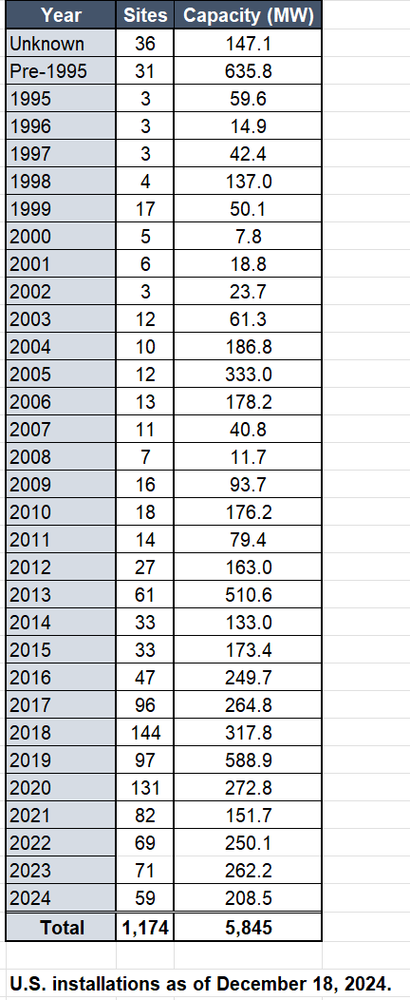 Year Sites Capacity (MW)
Unknown 36 147.1
Pre-1995 31 635.8
1995 3 59.6
1996 3 14.9
1997 3 42.4
1998 4 137.0
1999 17 50.1
2000 5 7.8
2001 6 18.8
2002 3 23.7
2003 12 61.3
2004 10 186.8
2005 12 333.0
2006 13 178.2
2007 11 40.8
2008 7 11.7
2009 16 93.7
2010 18 176.2
2011 14 79.4
2012 27 163.0
2013 61 510.6
2014 33 133.0
2015 33 173.4
2016 47 249.7
2017 96 264.8
2018 144 317.8
2019 97 588.9
2020 131 272.8
2021 82 151.7
2022 69 250.1
2023 71 262.2
2024 59 208.5
Total 1,174 5,845
U.S. installations as of December 18, 2024.